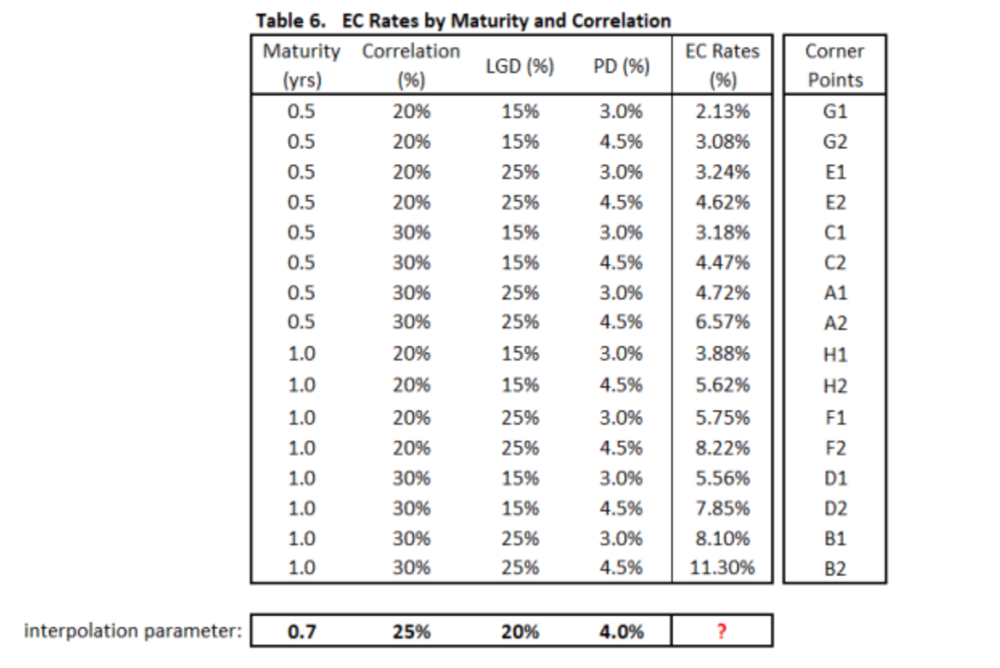 Table 6. EC Rates by Maturity and Correlation
Maturity (yrs) Correlation (%) LGD (%) PD (%) EC Rates (%) Corner Points
0.5 20% 15% 3.0% 2.13% G1
0.5 20% 15% 4.5% 3.08% G2
0.5 20% 25% 3.0% 3.24% E1
0.5 20% 25% 4.5% 4.62% E2
0.5 30% 15% 3.0% 3.18% C1
0.5 30% 15% 4.5% 4.47% C2
0.5 30% 25% 3.0% 4.72% A1
0.5 30% 25% 4.5% 6.57% A2
1.0 20% 15% 3.0% 3.88% H1
1.0 20% 15% 4.5% 5.62% H2
1.0 20% 25% 3.0% 5.75% F1
1.0 20% 25% 4.5% 8.22% F2
1.0 30% 15% 3.0% 5.56% D1
1.0 30% 15% 4.5% 7.85% D2
1.0 30% 25% 3.0% 8.10% B1
1.0 30% 25% 4.5% 11.30% B2
interpolation parameter: 0.7 25% 20% 4.0% ?